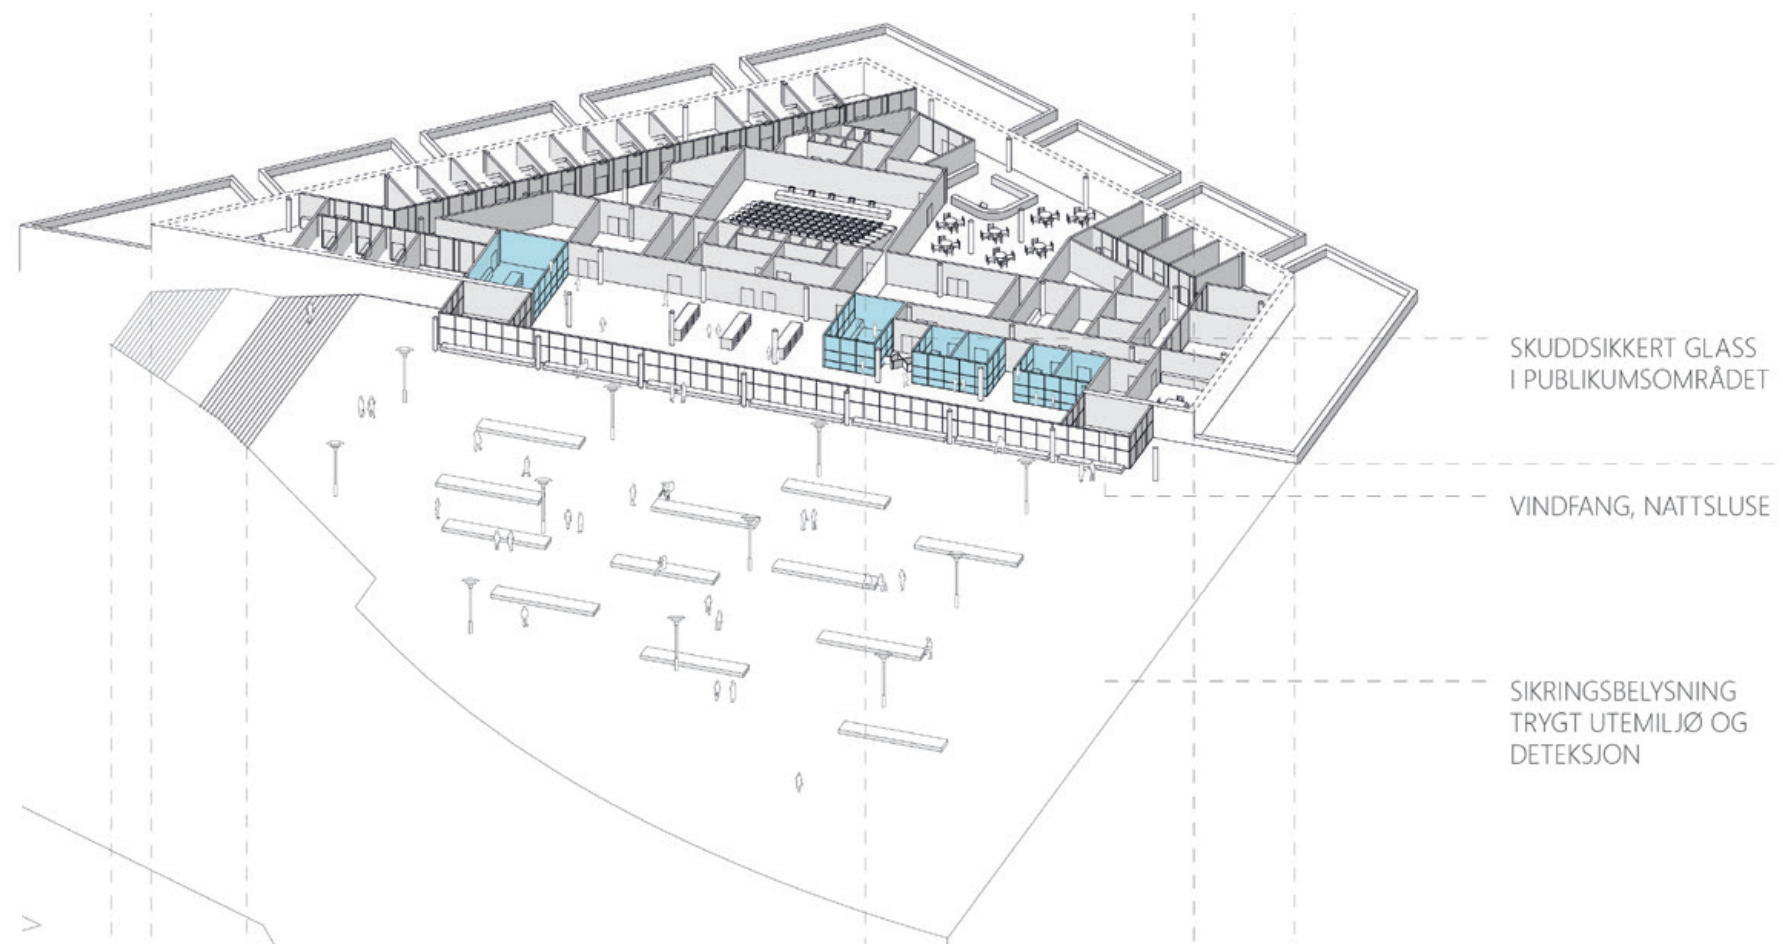 SKUDDSIKKERT GLASS
I PUBLIKUMSOMRÅDET
VINDFANG, NATTSLUSE
SIKRINGSBELYSNING
TRYGT UTEMILJØ OG
DETEKSJON